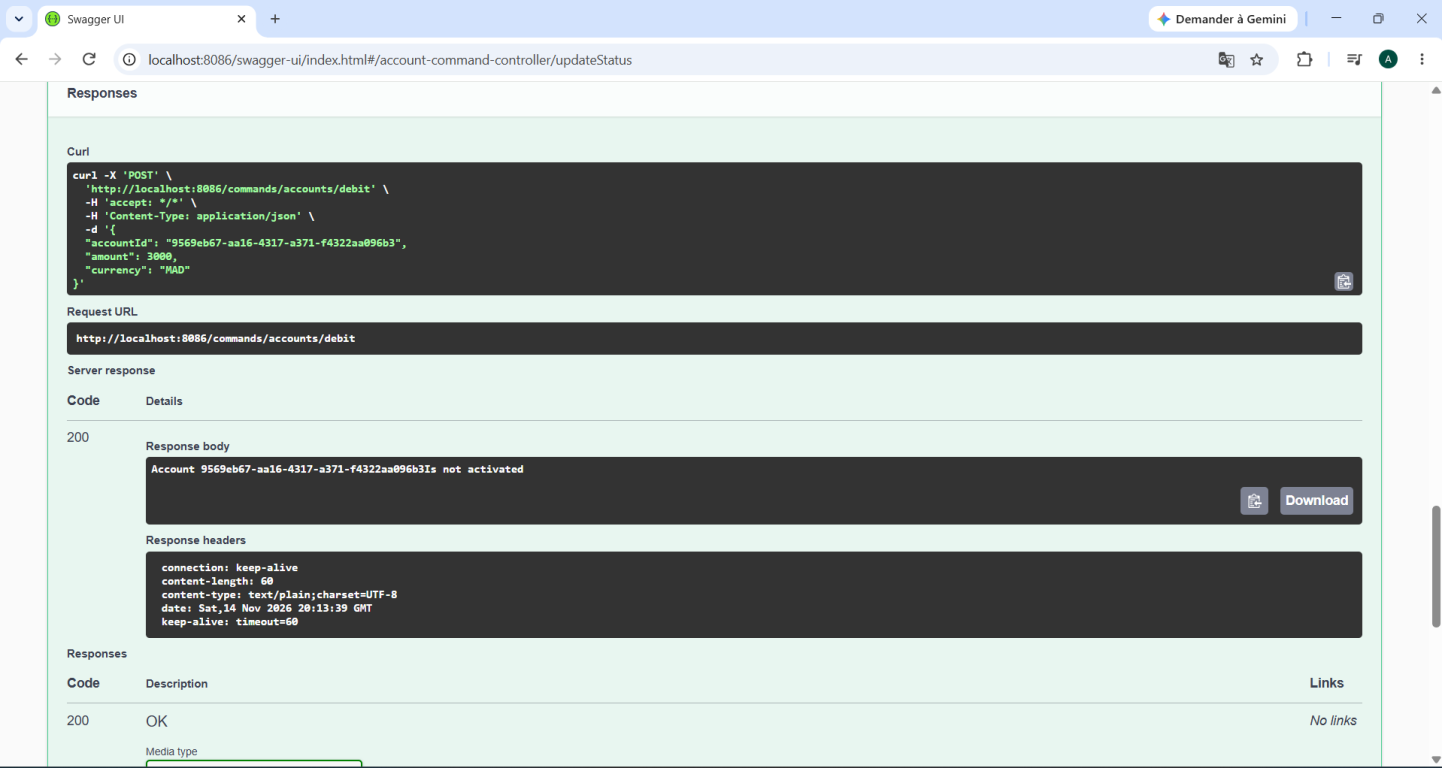 Swagger UI
Demander à Gemini
localhost:8086/swagger-ui/index.html#/account-command-controller/updateStatus
A
Responses
Curl
curl -X 'POST' \
'http://localhost:8086/commands/accounts/debit' \
-H 'accept: */*' \
-H 'Content-Type: application/json' \
-d '{
"accountId": "9569eb67-aa16-4317-a371-f4322aa096b3",
"amount": 3000,
"currency": "MAD"
}'
Request URL
http://localhost:8086/commands/accounts/debit
Server response
Code Details
200
Response body
Account 9569eb67-aa16-4317-a371-f4322aa096b3Is not activated
Download
Response headers
connection: keep-alive
content-length: 60
content-type: text/plain;charset=UTF-8
date: Sat,14 Nov 2026 20:13:39 GMT
keep-alive: timeout=60
Responses
Code Description Links
200 OK No links
Media type